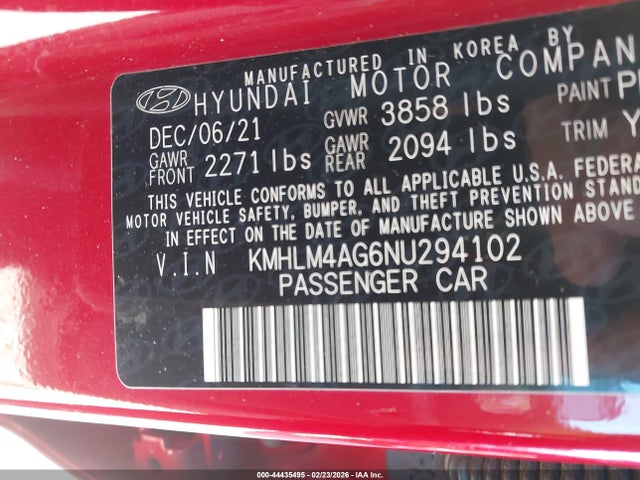 MANUFACTURED IN KOREA BY
HYUNDAI MOTOR COMPAN
DEC/06/21 GVWR 3858 lbs PAINT P
GAWR FRONT 2271 lbs GAWR REAR 2094 lbs TRIM Y
THIS VEHICLE CONFORMS TO ALL APPLICABLE U.S.A. FEDERA
MOTOR VEHICLE SAFETY, BUMPER, AND THEFT PREVENTION STAND
IN EFFECT ON THE DATE OF MANUFACTURE SHOWN ABOVE
V.I.N KMHLM4AG6NU294102
PASSENGER CAR
000-44435495 - 02/23/2026 - IAA Inc.